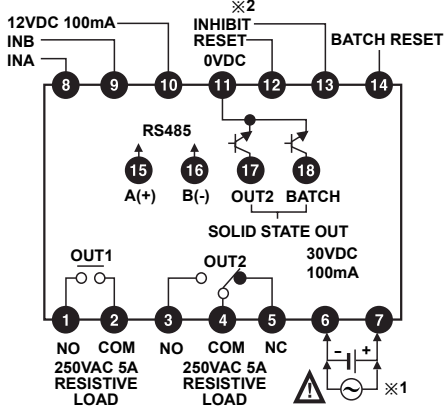 ※2
12VDC 100mA
INHIBIT
INB
RESET
BATCH RESET
INA
0VDC
8 9 10 11 12 13 14
RS485
15 16 17 18
A(+) B(-) OUT2 BATCH
SOLID STATE OUT
30VDC
100mA
OUT1
OUT2
1 2 3 4 5 6 7
NO COM NO COM NC
- +
250VAC 5A
RESISTIVE
LOAD
250VAC 5A
RESISTIVE
LOAD
! ※1